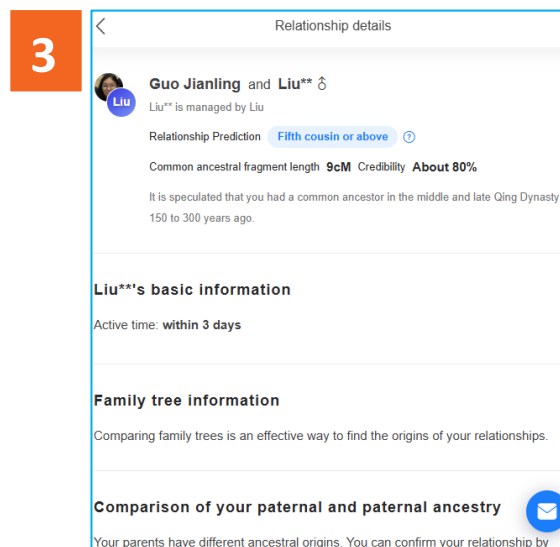 3
Relationship details
Guo Jianling and Liu** ♂
Liu
Liu** is managed by Liu
Relationship Prediction Fifth cousin or above ?
Common ancestral fragment length 9cM Credibility About 80%
It is speculated that you had a common ancestor in the middle and late Qing Dynasty
150 to 300 years ago.
Liu**'s basic information
Active time: within 3 days
Family tree information
Comparing family trees is an effective way to find the origins of your relationships.
Comparison of your paternal and paternal ancestry
Your parents have different ancestral origins. You can confirm your relationship by